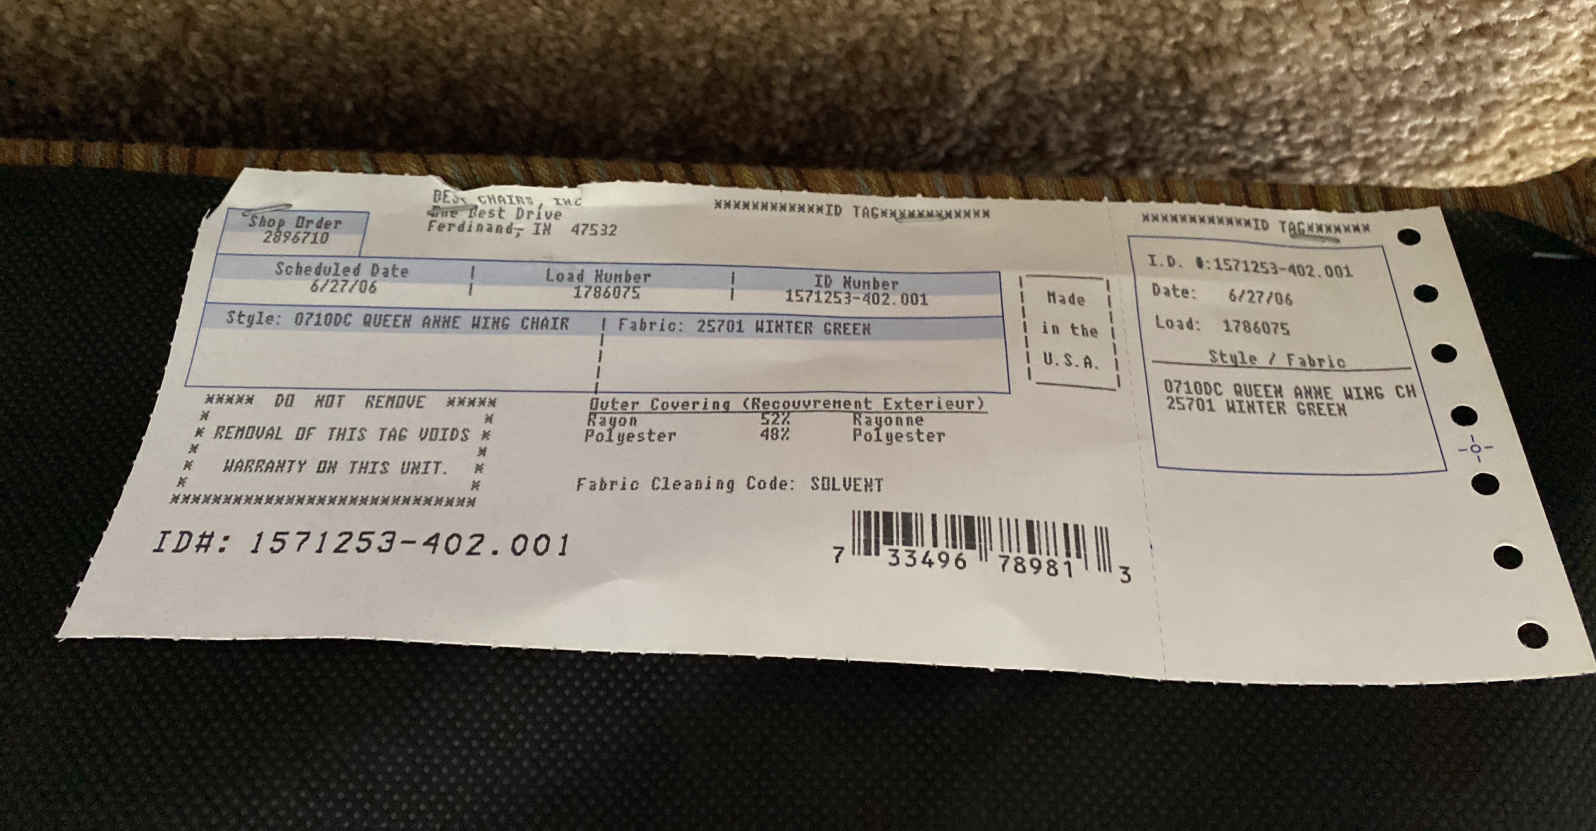 BEST CHAIRS, INC
One Best Drive
Ferdinand, IN 47532
************ID TAG************
Shop Order
2896710
Scheduled Date | Load Number | ID Number
6/27/06 | 1786075 | 1571253-402.001
Style: 0710DC QUEEN ANNE WING CHAIR | Fabric: 25701 WINTER GREEN
Made
in the
U.S.A.
***** DO NOT REMOVE *****
* REMOVAL OF THIS TAG VOIDS *
* WARRANTY ON THIS UNIT. *
***************************
Outer Covering (Recouvrement Exterieur)
Rayon 52% Rayonne
Polyester 48% Polyester
Fabric Cleaning Code: SOLVENT
ID#: 1571253-402.001
7 33496 78981 3
************ID TAG*******
I.D. #:1571253-402.001
Date: 6/27/06
Load: 1786075
Style / Fabric
0710DC QUEEN ANNE WING CH
25701 WINTER GREEN